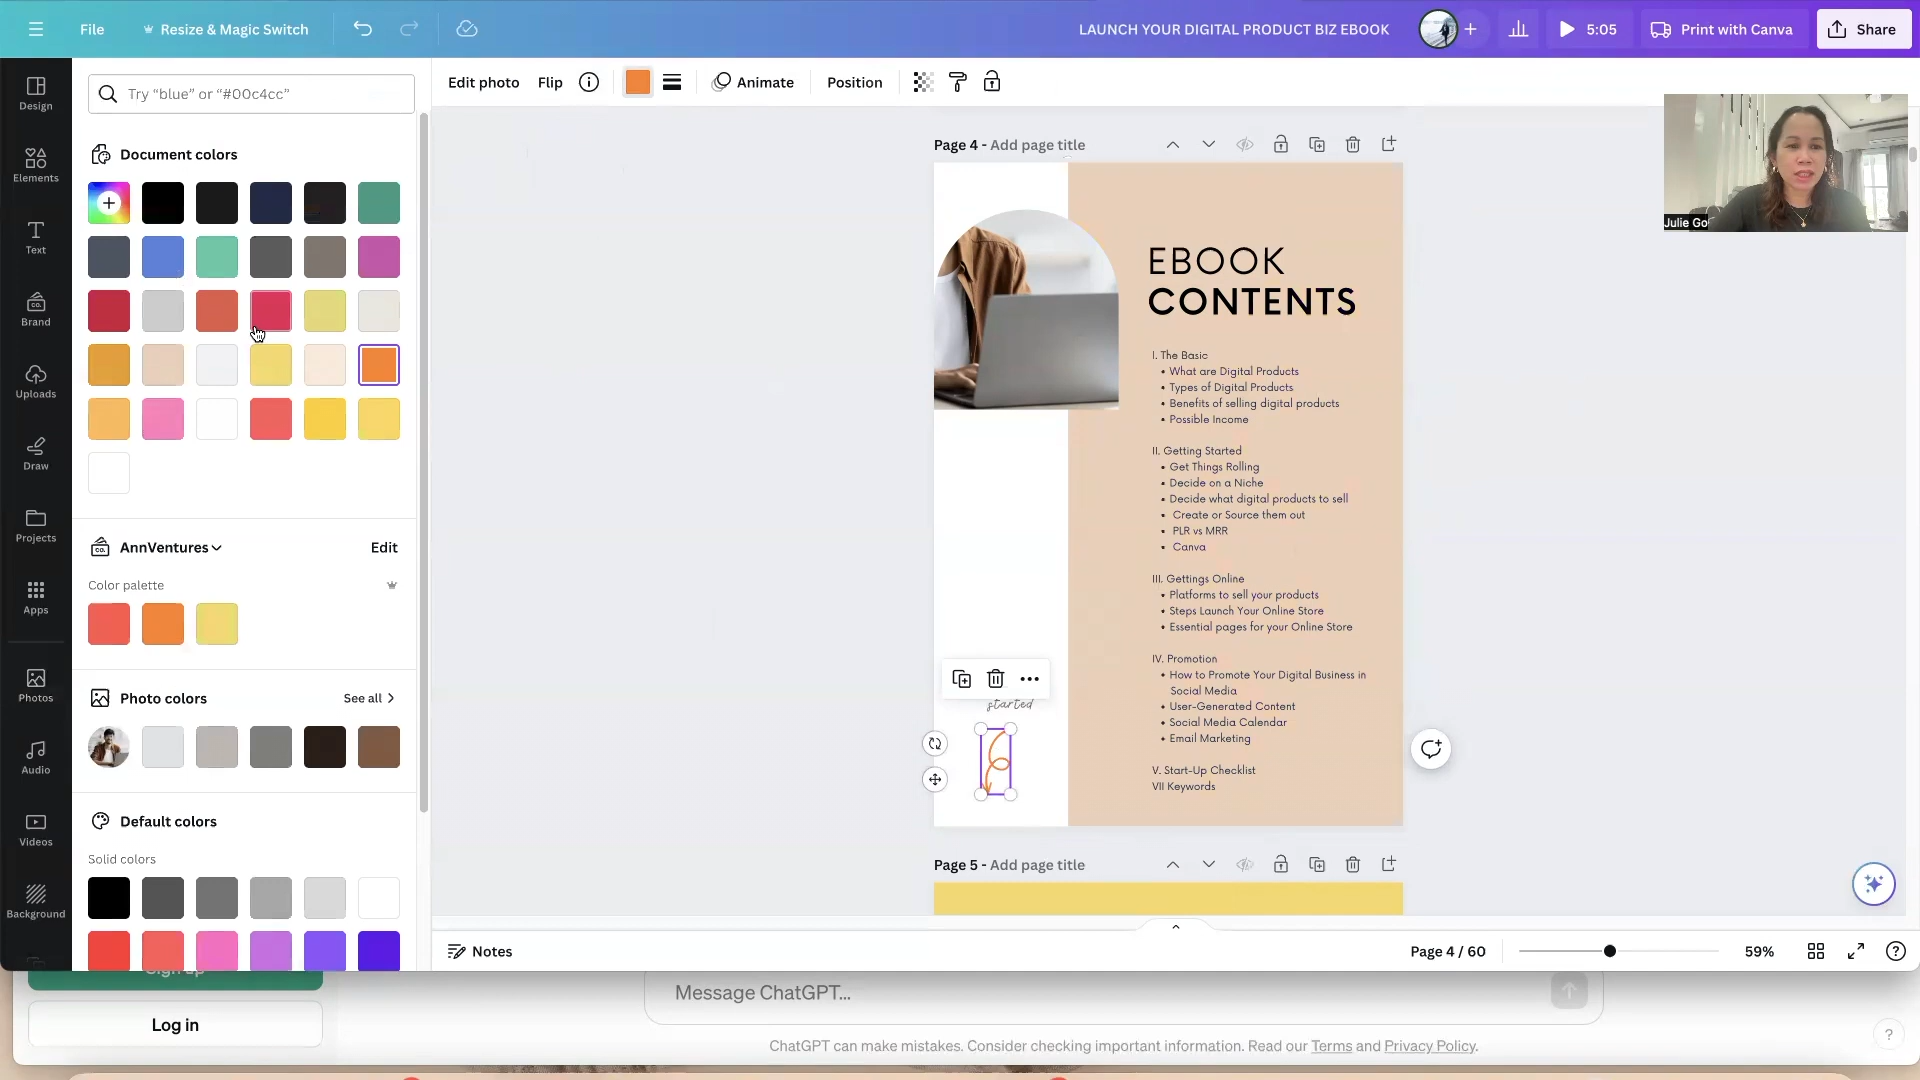 File
Resize & Magic Switch
LAUNCH YOUR DIGITAL PRODUCT BIZ EBOOK
5:05
Print with Canva
Share
Design
Elements
Text
Brand
Uploads
Draw
Projects
Apps
Photos
Audio
Videos
Background
Try “blue” or “#00c4cc”
Document colors
AnnVentures
Edit
Color palette
Photo colors
See all
Default colors
Solid colors
Edit photo
Flip
Animate
Position
Julie Go
Page 4 - Add page title
EBOOK
CONTENTS
I. The Basic
• What are Digital Products
• Types of Digital Products
• Benefits of selling digital products
• Possible Income
II. Getting Started
• Get Things Rolling
• Decide on a Niche
• Decide what digital products to sell
• Create or Source them out
• PLR vs MRR
• Canva
III. Gettings Online
• Platforms to sell your products
• Steps Launch Your Online Store
• Essential pages for your Online Store
IV. Promotion
• How to Promote Your Digital Business in
Social Media
• User-Generated Content
• Social Media Calendar
• Email Marketing
V. Start-Up Checklist
VII Keywords
started
Page 5 - Add page title
Notes
Page 4 / 60
59%
Sign up
Log in
Message ChatGPT...
ChatGPT can make mistakes. Consider checking important information. Read our Terms and Privacy Policy.
?